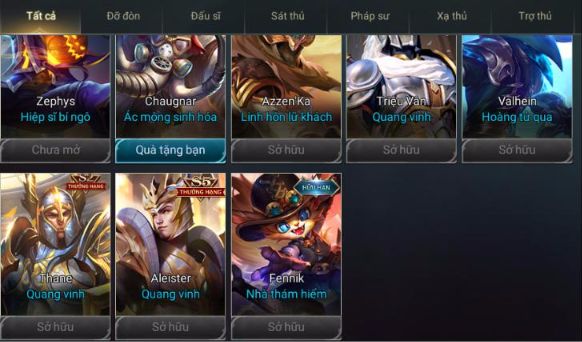 Tất cả Đỡ đòn Đấu sĩ Sát thủ Pháp sư Xạ thủ Trợ thủ
Zephys Chaugnar Azzen'Ka Triệu Vân Valhein
Hiệp sĩ bí ngô Ác mộng sinh hóa Linh hồn lữ khách Quang vinh Hoàng tử quạ
Chưa mở Quà tặng bạn Sở hữu Sở hữu Sở hữu
S5 HỮU HẠN
THƯỞNG HẠNG THƯỞNG HẠNG
Thane Aleister Fennik
Quang vinh Quang vinh Nhà thám hiểm
Sở hữu Sở hữu Sở hữu